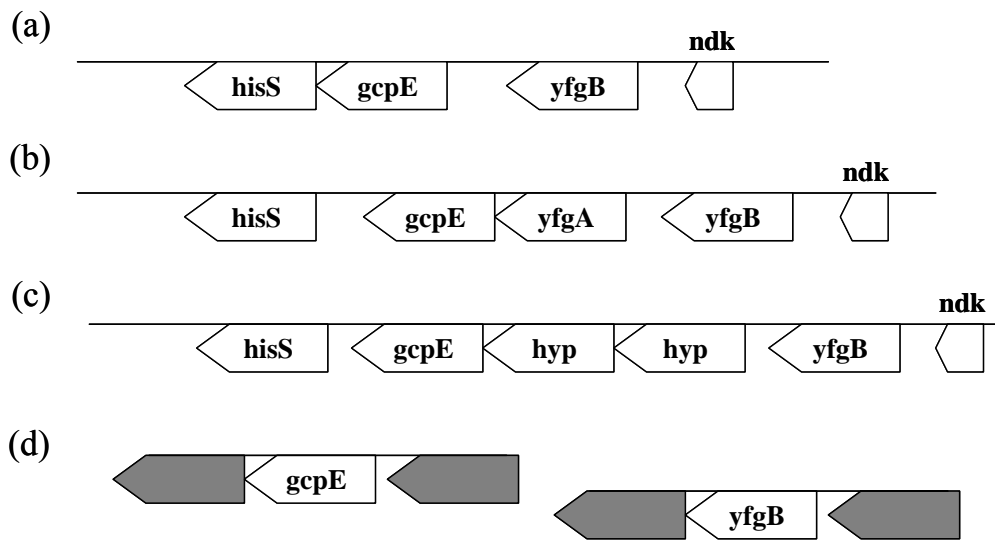 (a)
ndk
hisS gcpE yfgB
(b)
ndk
hisS gcpE yfgA yfgB
(c)
ndk
hisS gcpE hyp hyp yfgB
(d)
gcpE
yfgB